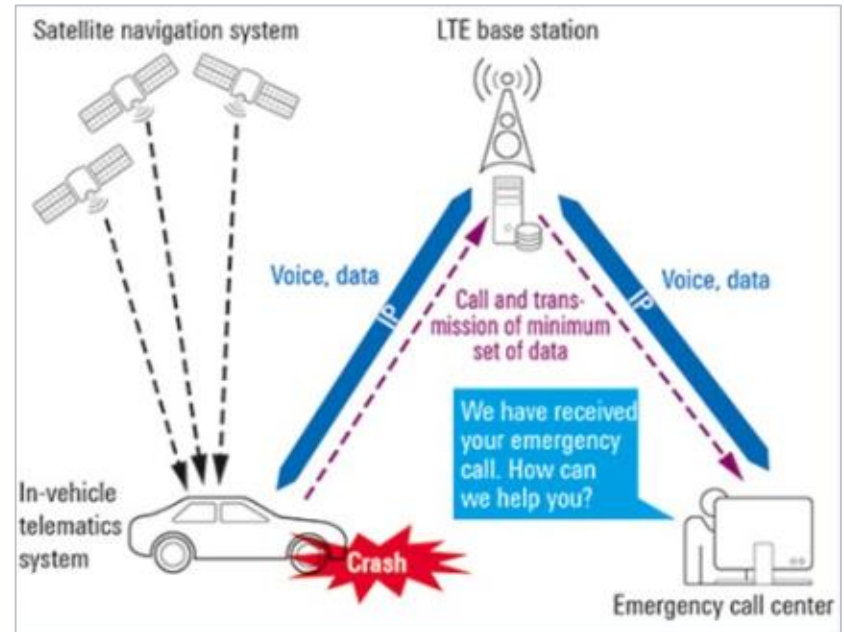 Satellite navigation system
LTE base station
Voice, data
IP
Call and trans-
mission of minimum
set of data
IP
Voice, data
We have received
your emergency
call. How can
we help you?
In-vehicle
telematics
system
Crash
Emergency call center